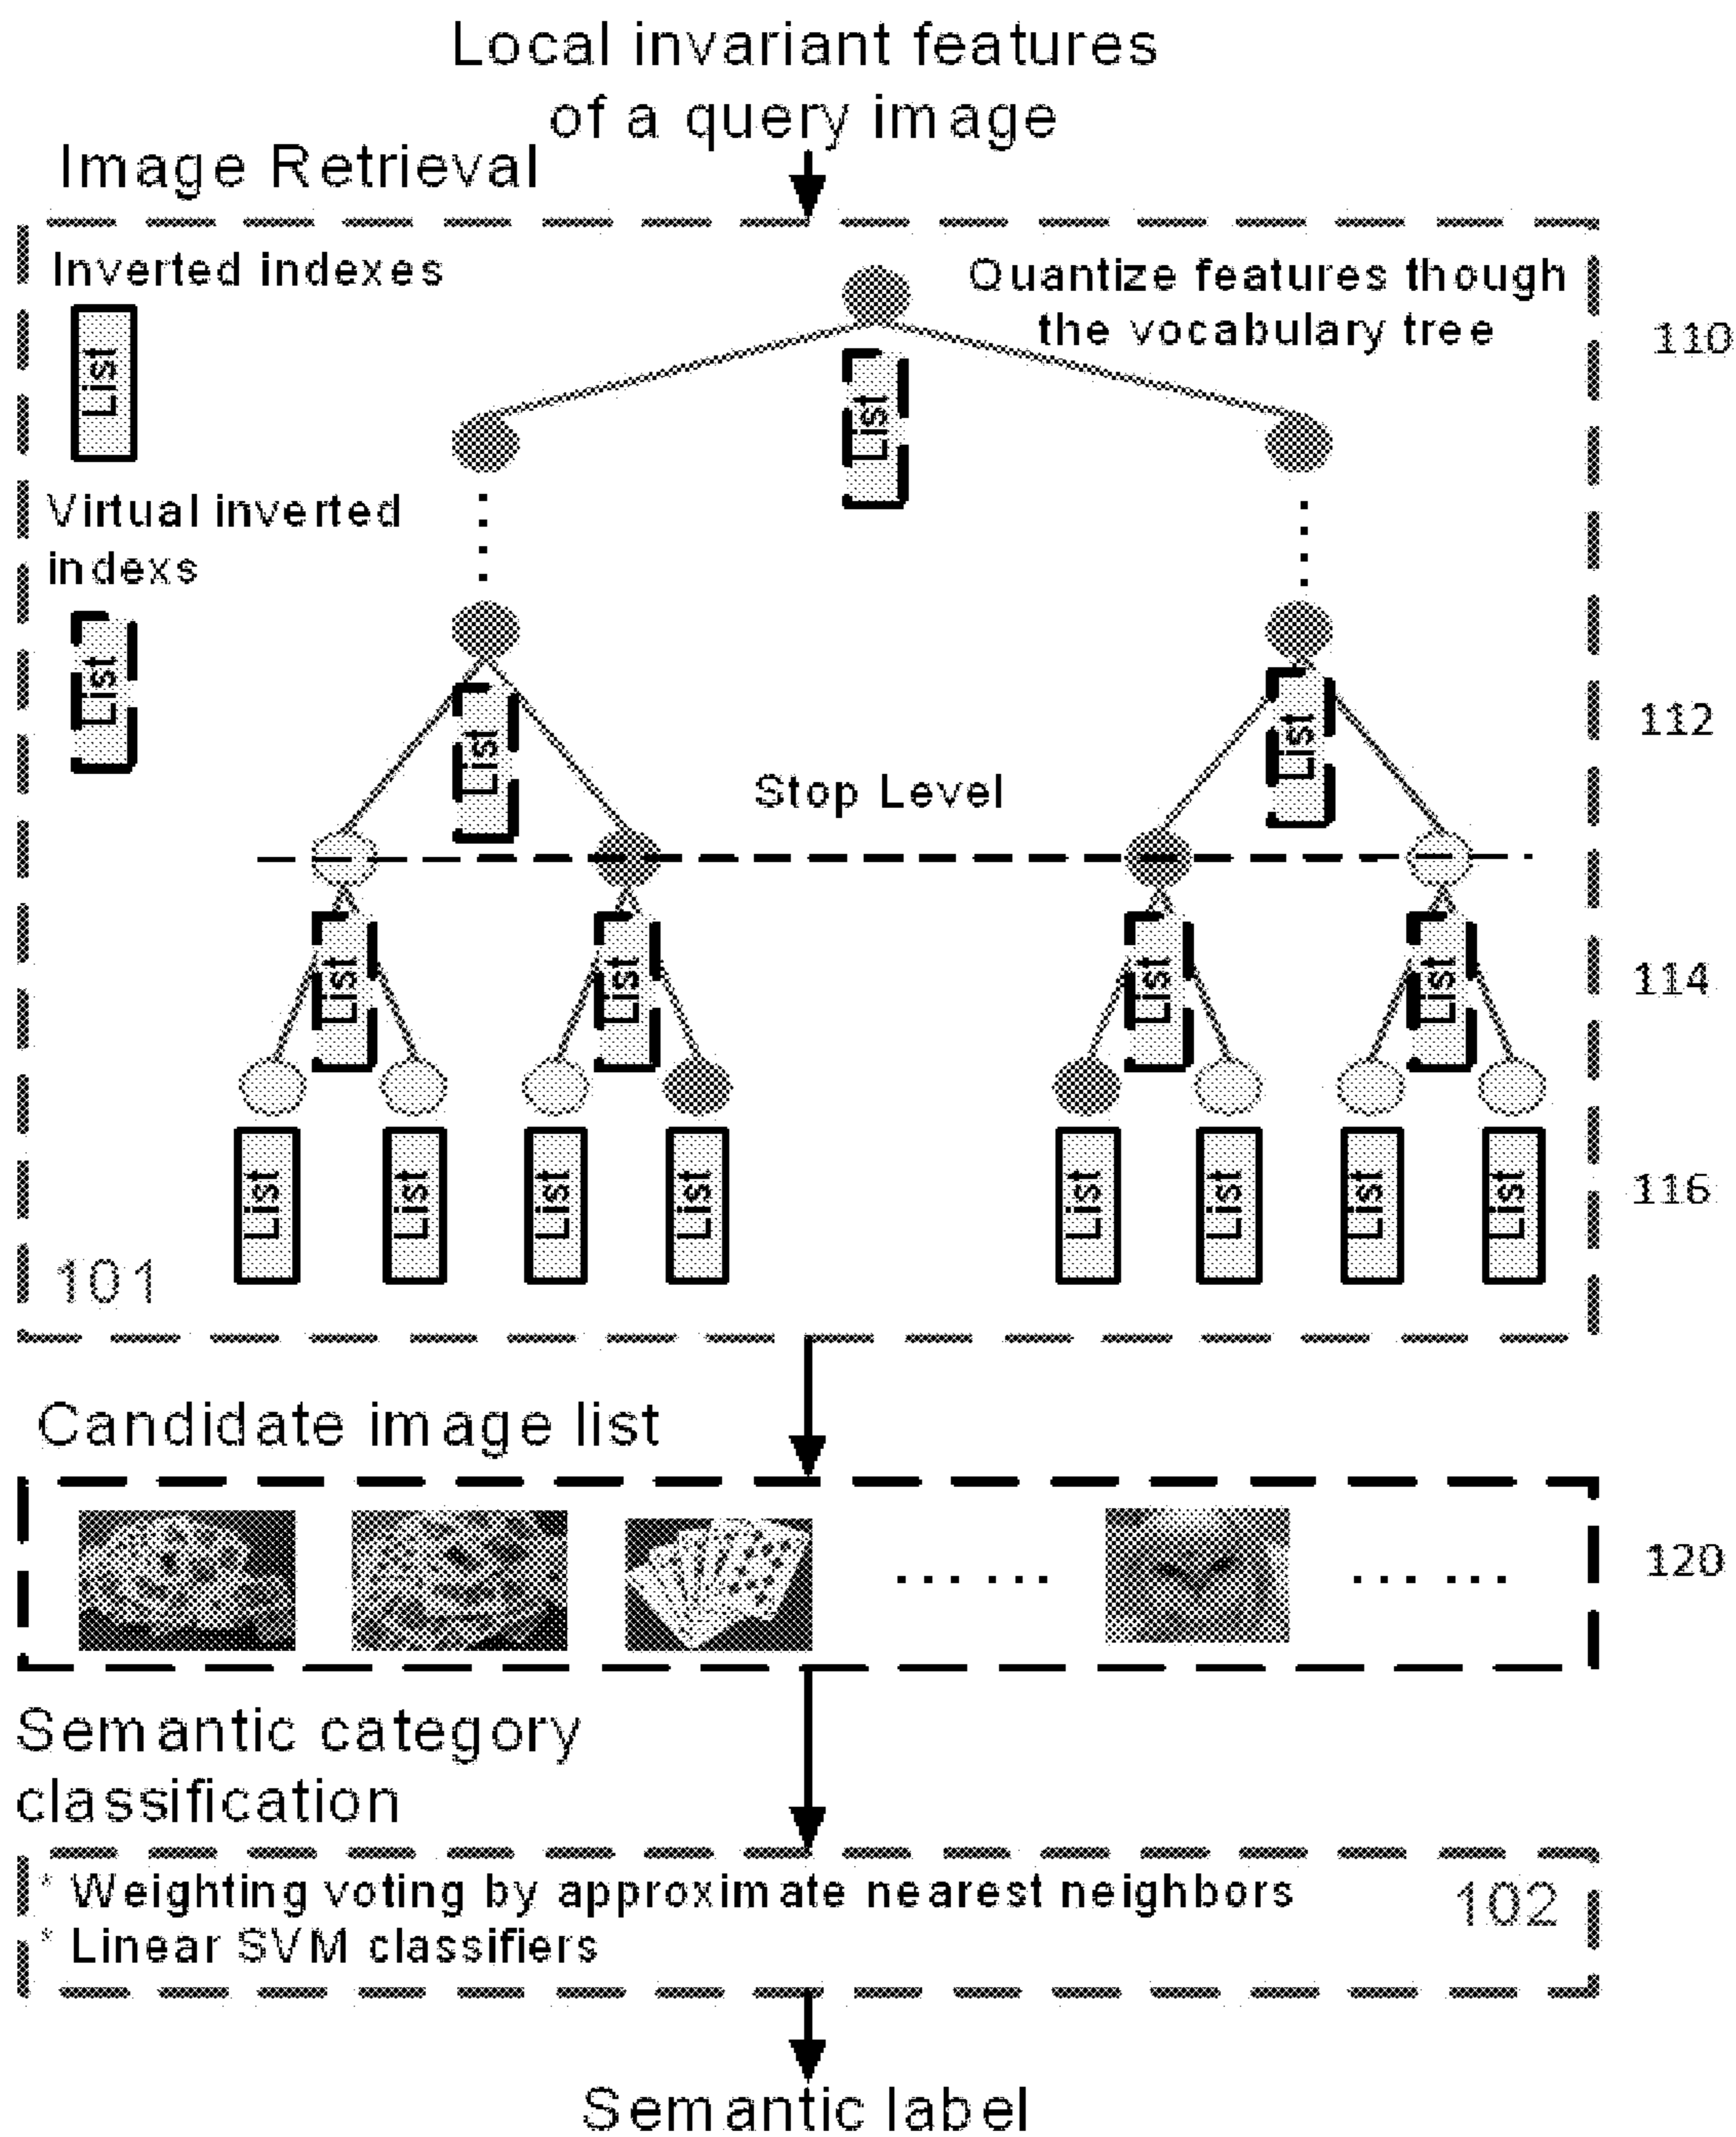 Local invariant features
of a query image
Image Retrieval
Inverted indexes
Quantize features though
the vocabulary tree
110
List
List
Virtual inverted
indexs
List
List
List
112
Stop Level
List
List
List
List
114
List
List
List
List
List
List
List
List
116
101
Candidate image list
120
Semantic category
classification
* Weighting voting by approximate nearest neighbors
102
* Linear SVM classifiers
Semantic label